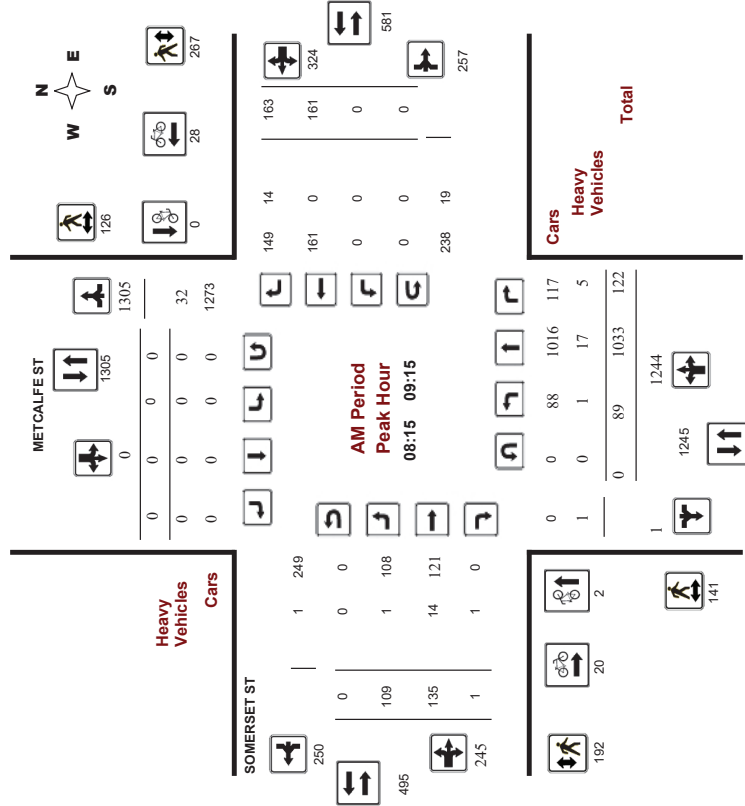 N
W E
S
METCALFE ST
126
267
0
28
0
1305
1305
0 0 0 0
0 0 0 0 32
0 0 0 0 1273
Heavy
Vehicles
Cars
SOMERSET ST
250
495
245
1 249
0 0 0
109 1 108
135 14 121
1 1 0
AM Period
Peak Hour
08:15 09:15
149 14 163
161 0 161
0 0 0
0 0 0
238 19
324
581
257
Cars
Heavy
Vehicles
Total
0 0 88 1016 117
1 0 1 17 5
0 89 1033 122
1
1245
1244
192
20
2
141